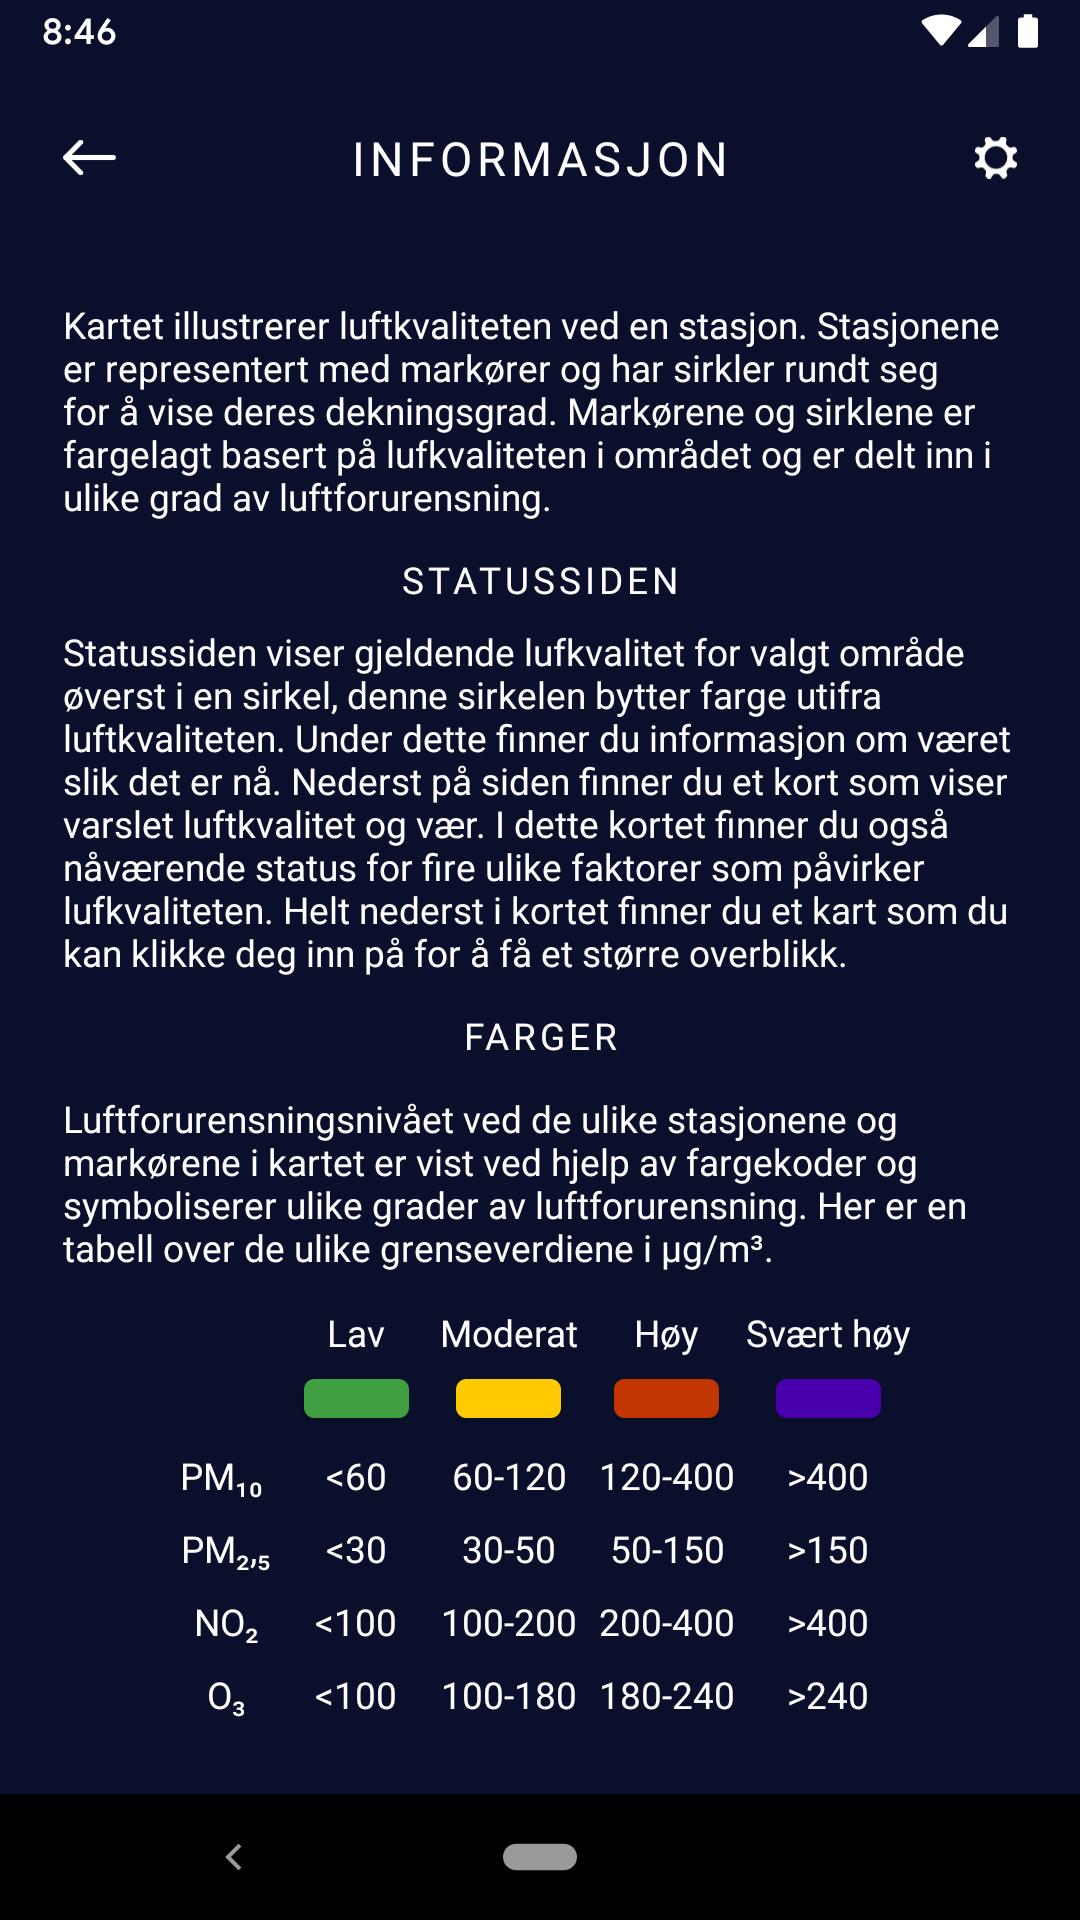 8:46
INFORMASJON
Kartet illustrerer luftkvaliteten ved en stasjon. Stasjonene
er representert med markører og har sirkler rundt seg
for å vise deres dekningsgrad. Markørene og sirklene er
fargelagt basert på lufkvaliteten i området og er delt inn i
ulike grad av luftforurensning.
STATUSSIDEN
Statussiden viser gjeldende lufkvalitet for valgt område
øverst i en sirkel, denne sirkelen bytter farge utifra
luftkvaliteten. Under dette finner du informasjon om været
slik det er nå. Nederst på siden finner du et kort som viser
varslet luftkvalitet og vær. I dette kortet finner du også
nåværende status for fire ulike faktorer som påvirker
lufkvaliteten. Helt nederst i kortet finner du et kart som du
kan klikke deg inn på for å få et større overblikk.
FARGER
Luftforurensningsnivået ved de ulike stasjonene og
markørene i kartet er vist ved hjelp av fargekoder og
symboliserer ulike grader av luftforurensning. Her er en
tabell over de ulike grenseverdiene i µg/m³.
Lav Moderat Høy Svært høy
PM₁₀ <60 60-120 120-400 >400
PM₂,₅ <30 30-50 50-150 >150
NO₂ <100 100-200 200-400 >400
O₃ <100 100-180 180-240 >240